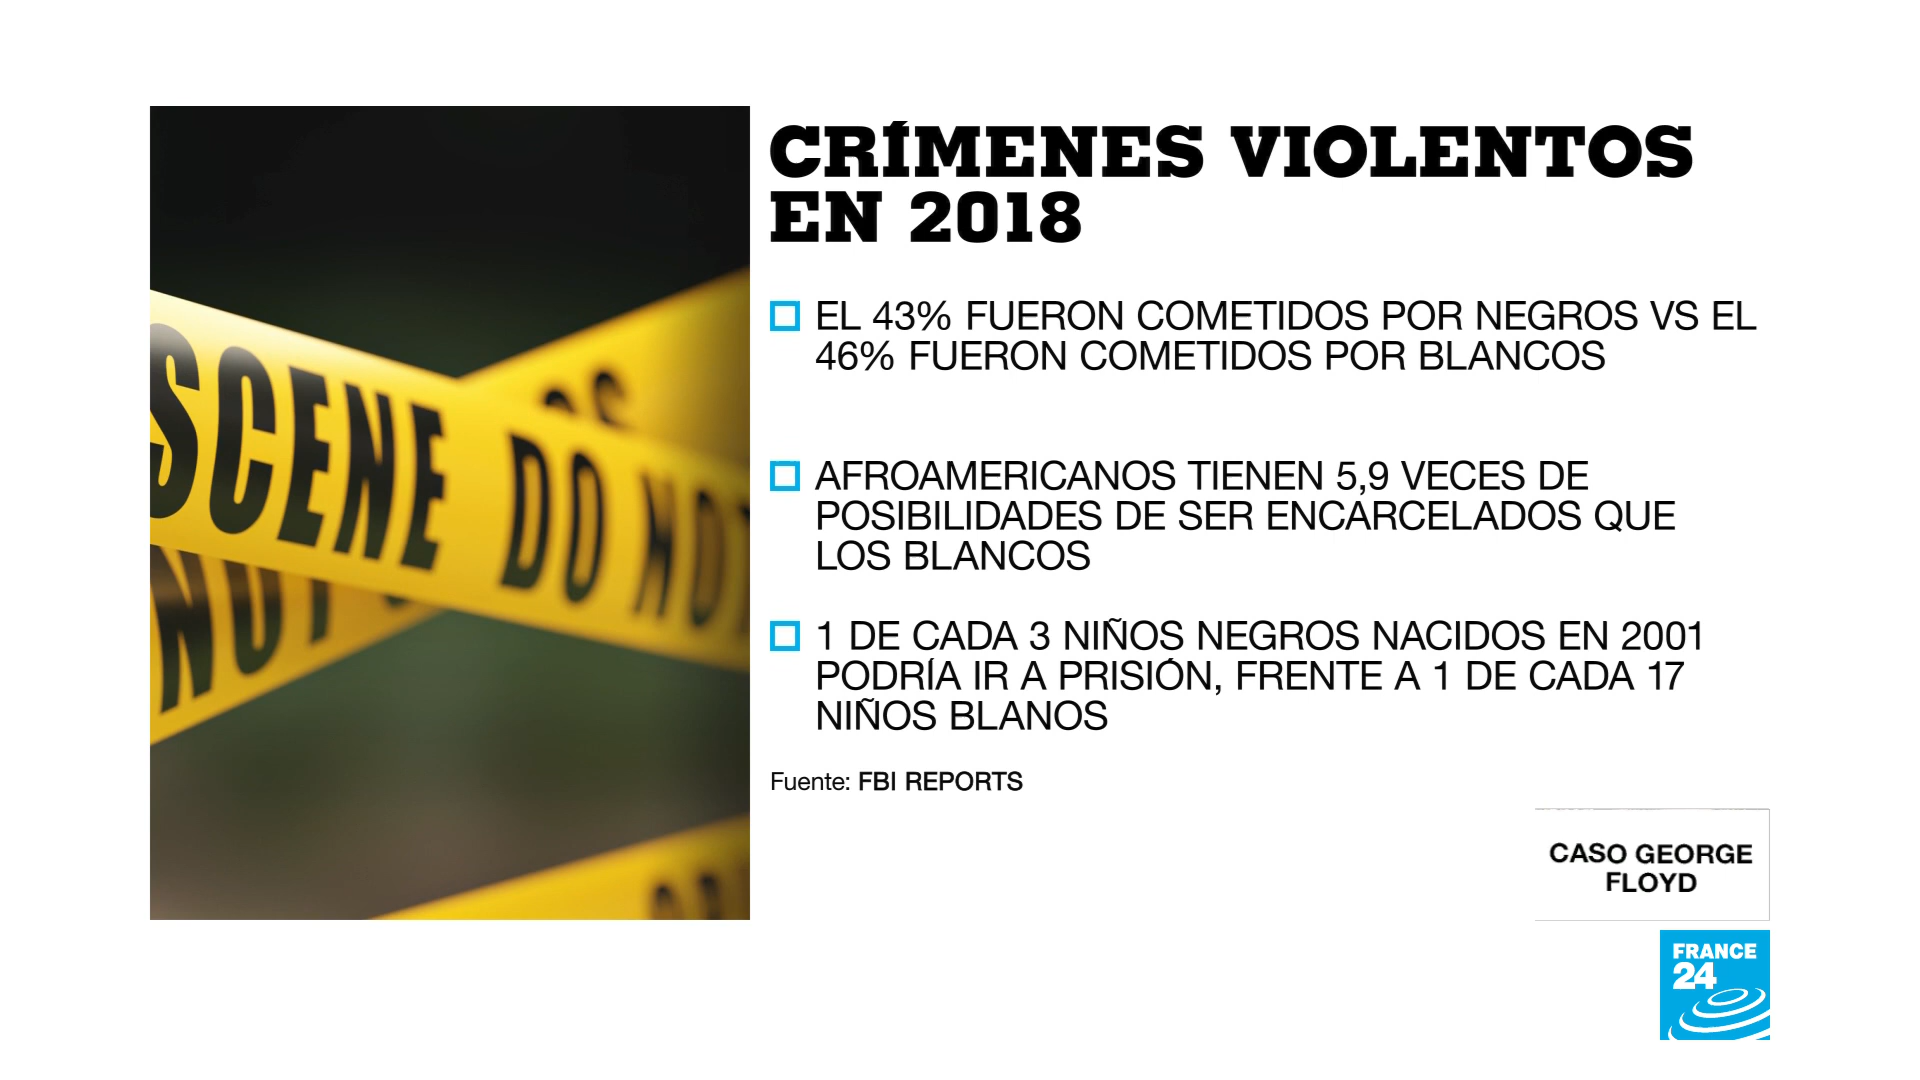 CRÍMENES VIOLENTOS
EN 2018
EL 43% FUERON COMETIDOS POR NEGROS VS EL
46% FUERON COMETIDOS POR BLANCOS
AFROAMERICANOS TIENEN 5,9 VECES DE
POSIBILIDADES DE SER ENCARCELADOS QUE
LOS BLANCOS
1 DE CADA 3 NIÑOS NEGROS NACIDOS EN 2001
PODRÍA IR A PRISIÓN, FRENTE A 1 DE CADA 17
NIÑOS BLANOS
Fuente: FBI REPORTS
SCENE DO NOT
NOT
CASO GEORGE
FLOYD
FRANCE
24